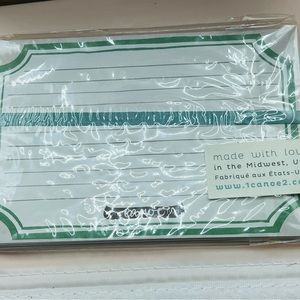 made with lov
in the Midwest, U
Fabriqué aux États-U
www.1canoe2.c